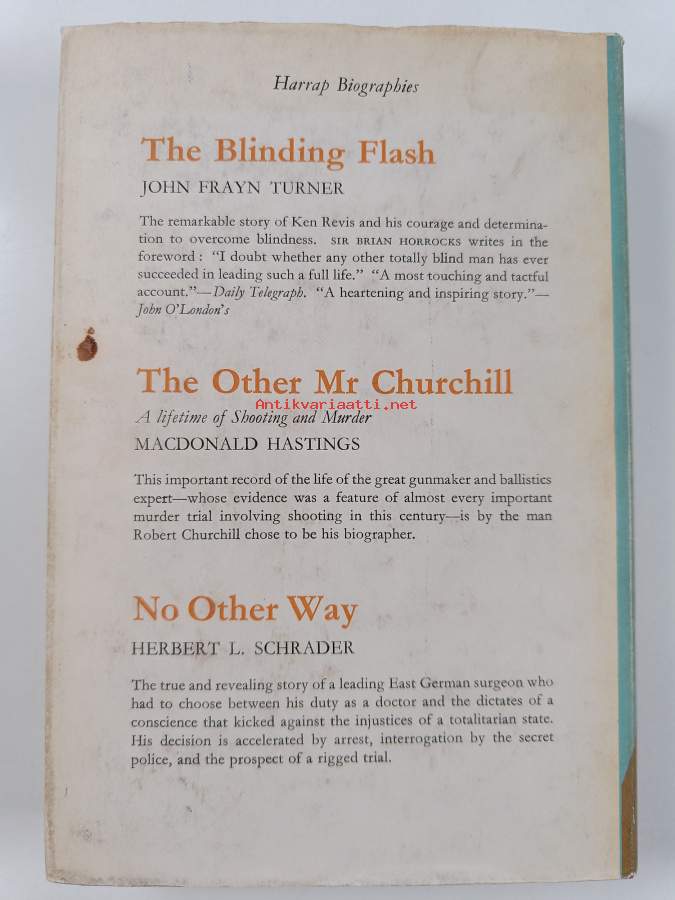 Harrap Biographies
The Blinding Flash
JOHN FRAYN TURNER
The remarkable story of Ken Revis and his courage and determina-
tion to overcome blindness. SIR BRIAN HORROCKS writes in the
foreword : “I doubt whether any other totally blind man has ever
succeeded in leading such a full life.” “A most touching and tactful
account.”—Daily Telegraph. “A heartening and inspiring story.”—
John O'London's
The Other Mr Churchill
Antikvariaatti.net
A lifetime of Shooting and Murder
MACDONALD HASTINGS
This important record of the life of the great gunmaker and ballistics
expert—whose evidence was a feature of almost every important
murder trial involving shooting in this century—is by the man
Robert Churchill chose to be his biographer.
No Other Way
HERBERT L. SCHRADER
The true and revealing story of a leading East German surgeon who
had to choose between his duty as a doctor and the dictates of a
conscience that kicked against the injustices of a totalitarian state.
His decision is accelerated by arrest, interrogation by the secret
police, and the prospect of a rigged trial.